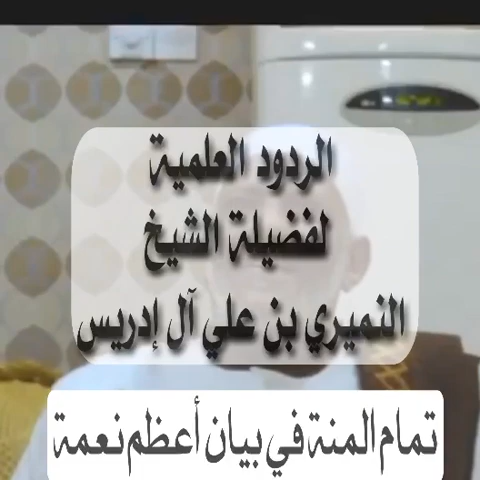 الردود العلمية
لفضيلة الشيخ
النميري بن علي آل إدريس
تمام المنة في بيان أعظم نعمة